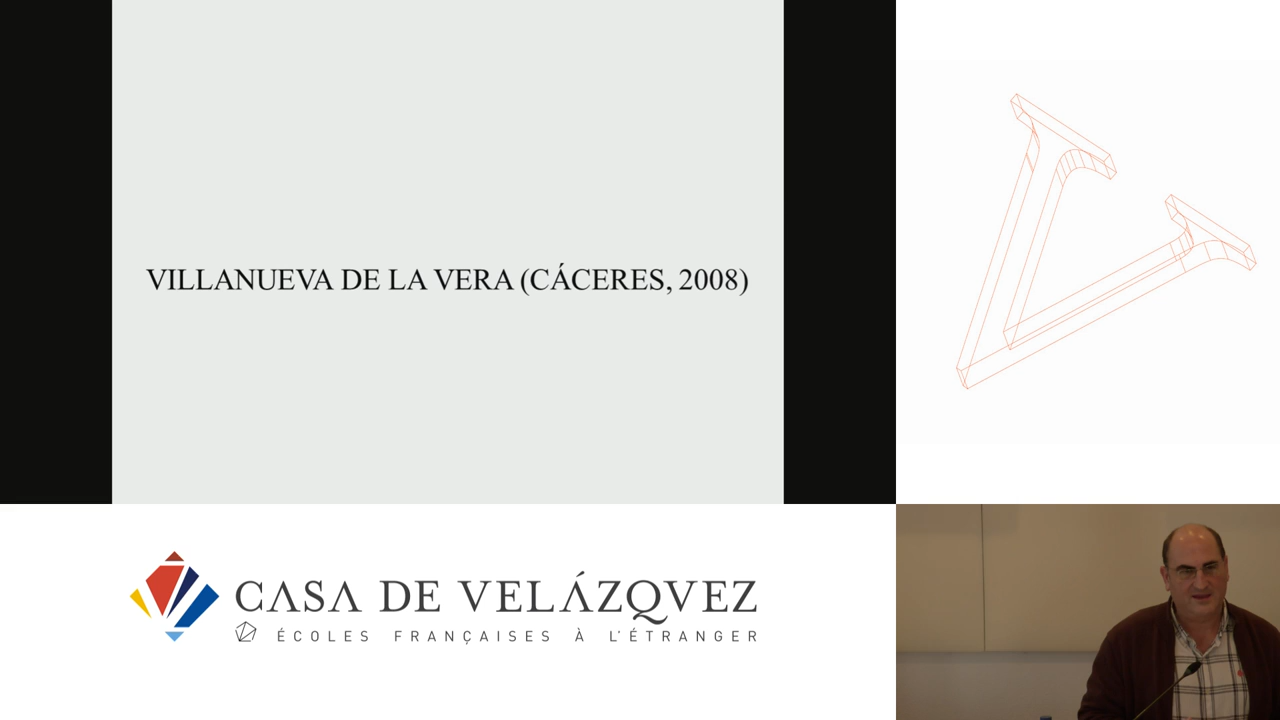 VILLANUEVA DE LA VERA (CÁCERES, 2008)
CASA DE VELÁZQVEZ
ÉCOLES FRANÇAISES À L'ÉTRANGER